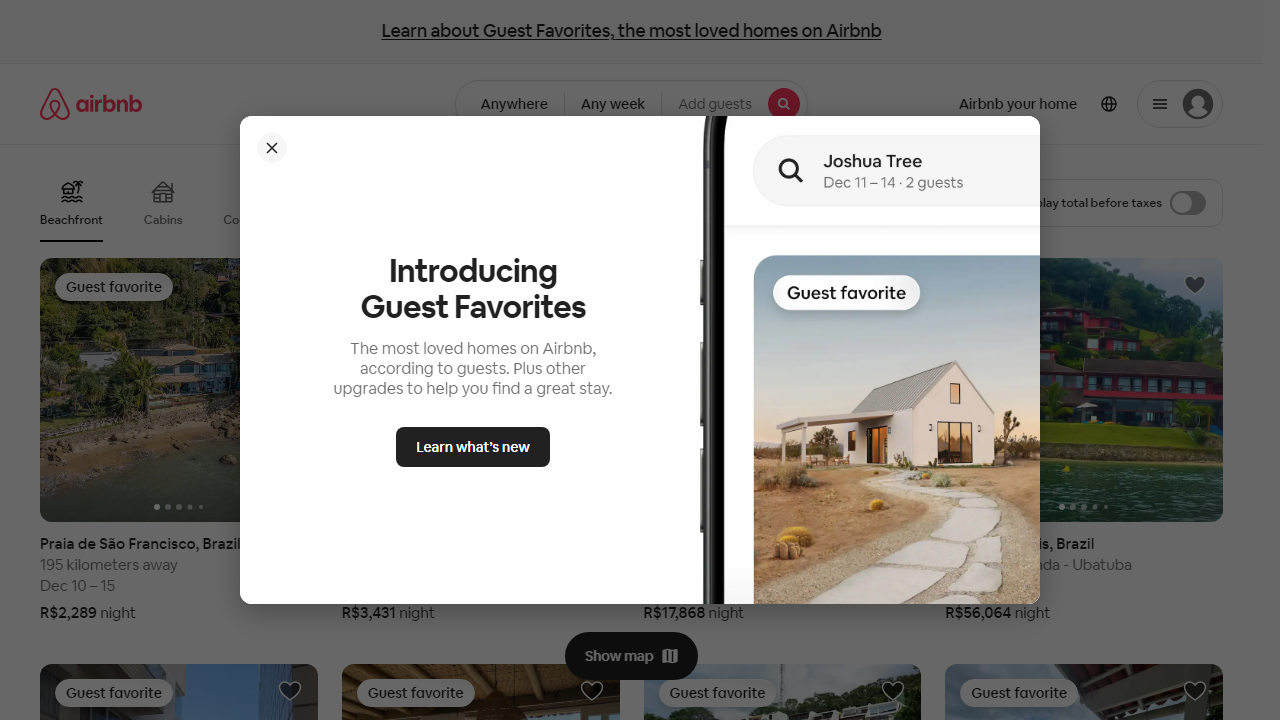 Learn about Guest Favorites, the most loved homes on Airbnb
airbnb
Anywhere
Any week
Add guests
Airbnb your home
Joshua Tree
Dec 11 – 14 · 2 guests
Beachfront
Cabins
total before taxes
Guest favorite
Introducing
Guest Favorites
The most loved homes on Airbnb,
according to guests. Plus other
upgrades to help you find a great stay.
Learn what's new
Guest favorite
Praia de São Francisco, Brazil
195 kilometers away
Dec 10 – 15
R$2,289 night
R$3,431 night
R$17,868 night
Brazil
- Ubatuba
R$56,064 night
Show map
Guest favorite
Guest favorite
Guest favorite
Guest favorite